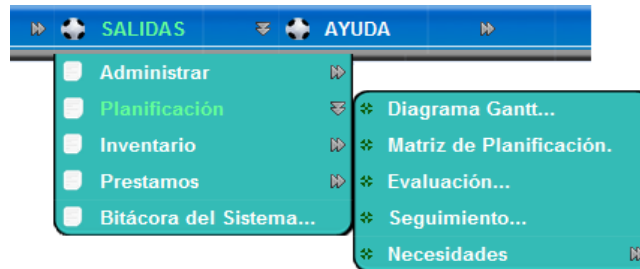 SALIDAS AYUDA
Administrar
Planificación
Inventario
Prestamos
Bitácora del Sistema...
Diagrama Gantt...
Matriz de Planificación.
Evaluación...
Seguimiento...
Necesidades